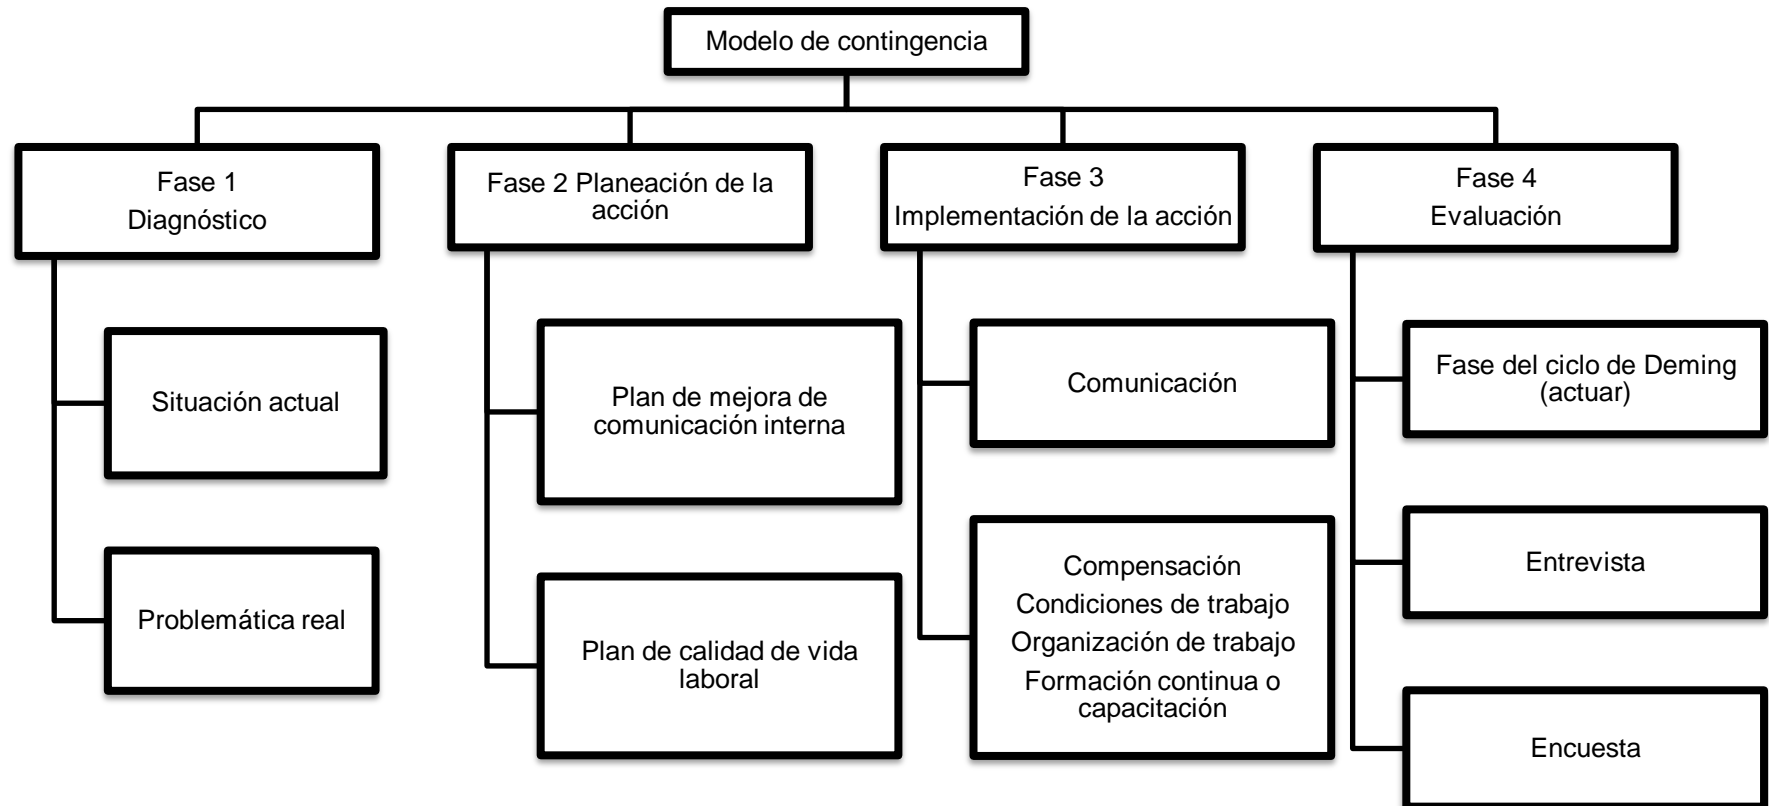 Modelo de contingencia
Fase 1
Diagnóstico
Situación actual
Problemática real
Fase 2 Planeación de la
acción
Plan de mejora de
comunicación interna
Plan de calidad de vida
laboral
Fase 3
Implementación de la acción
Comunicación
Compensación
Condiciones de trabajo
Organización de trabajo
Formación continua o
capacitación
Fase 4
Evaluación
Fase del ciclo de Deming
(actuar)
Entrevista
Encuesta